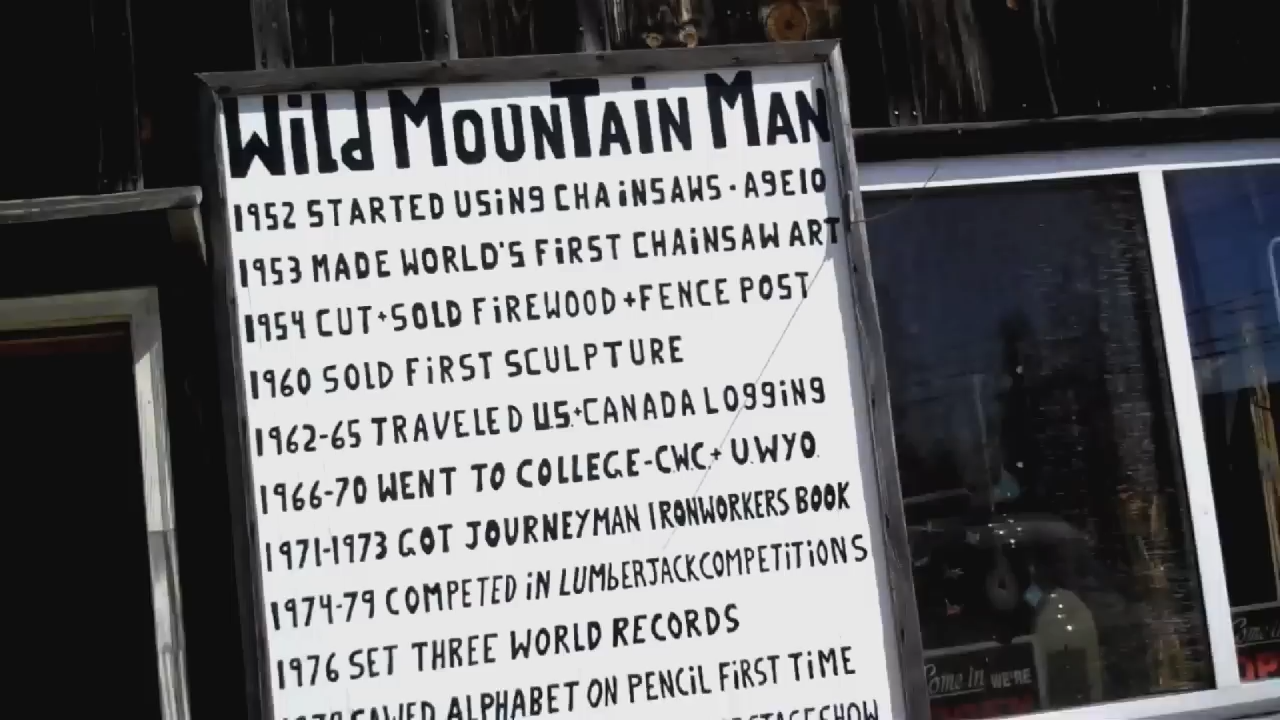 WilD MOUNTAiN MAN
1952 STARTED USiNg CHAiNSAWS - AgE10
1953 MADE WORLD'S FiRST CHAiNSAW ART
1954 CUT+SOLD FiREWOOD+FENCE POST
1960 SOLD FiRST SCULPTURE
1962-65 TRAVELED U.S.+CANADA LOggiNg
1966-70 WENT TO COLLEGE-C.W.C.+ U.WYO.
1971-1973 GOT JOURNEYMAN IRONWORKERS BOOK
1974-79 COMPETED iN LUMbERJACK COMPETiTiONS
1976 SET THREE WORLD RECORDS
SAWED ALPHABET ON PENCiL FiRST TiME
STAGESHOW
Come In WE'RE